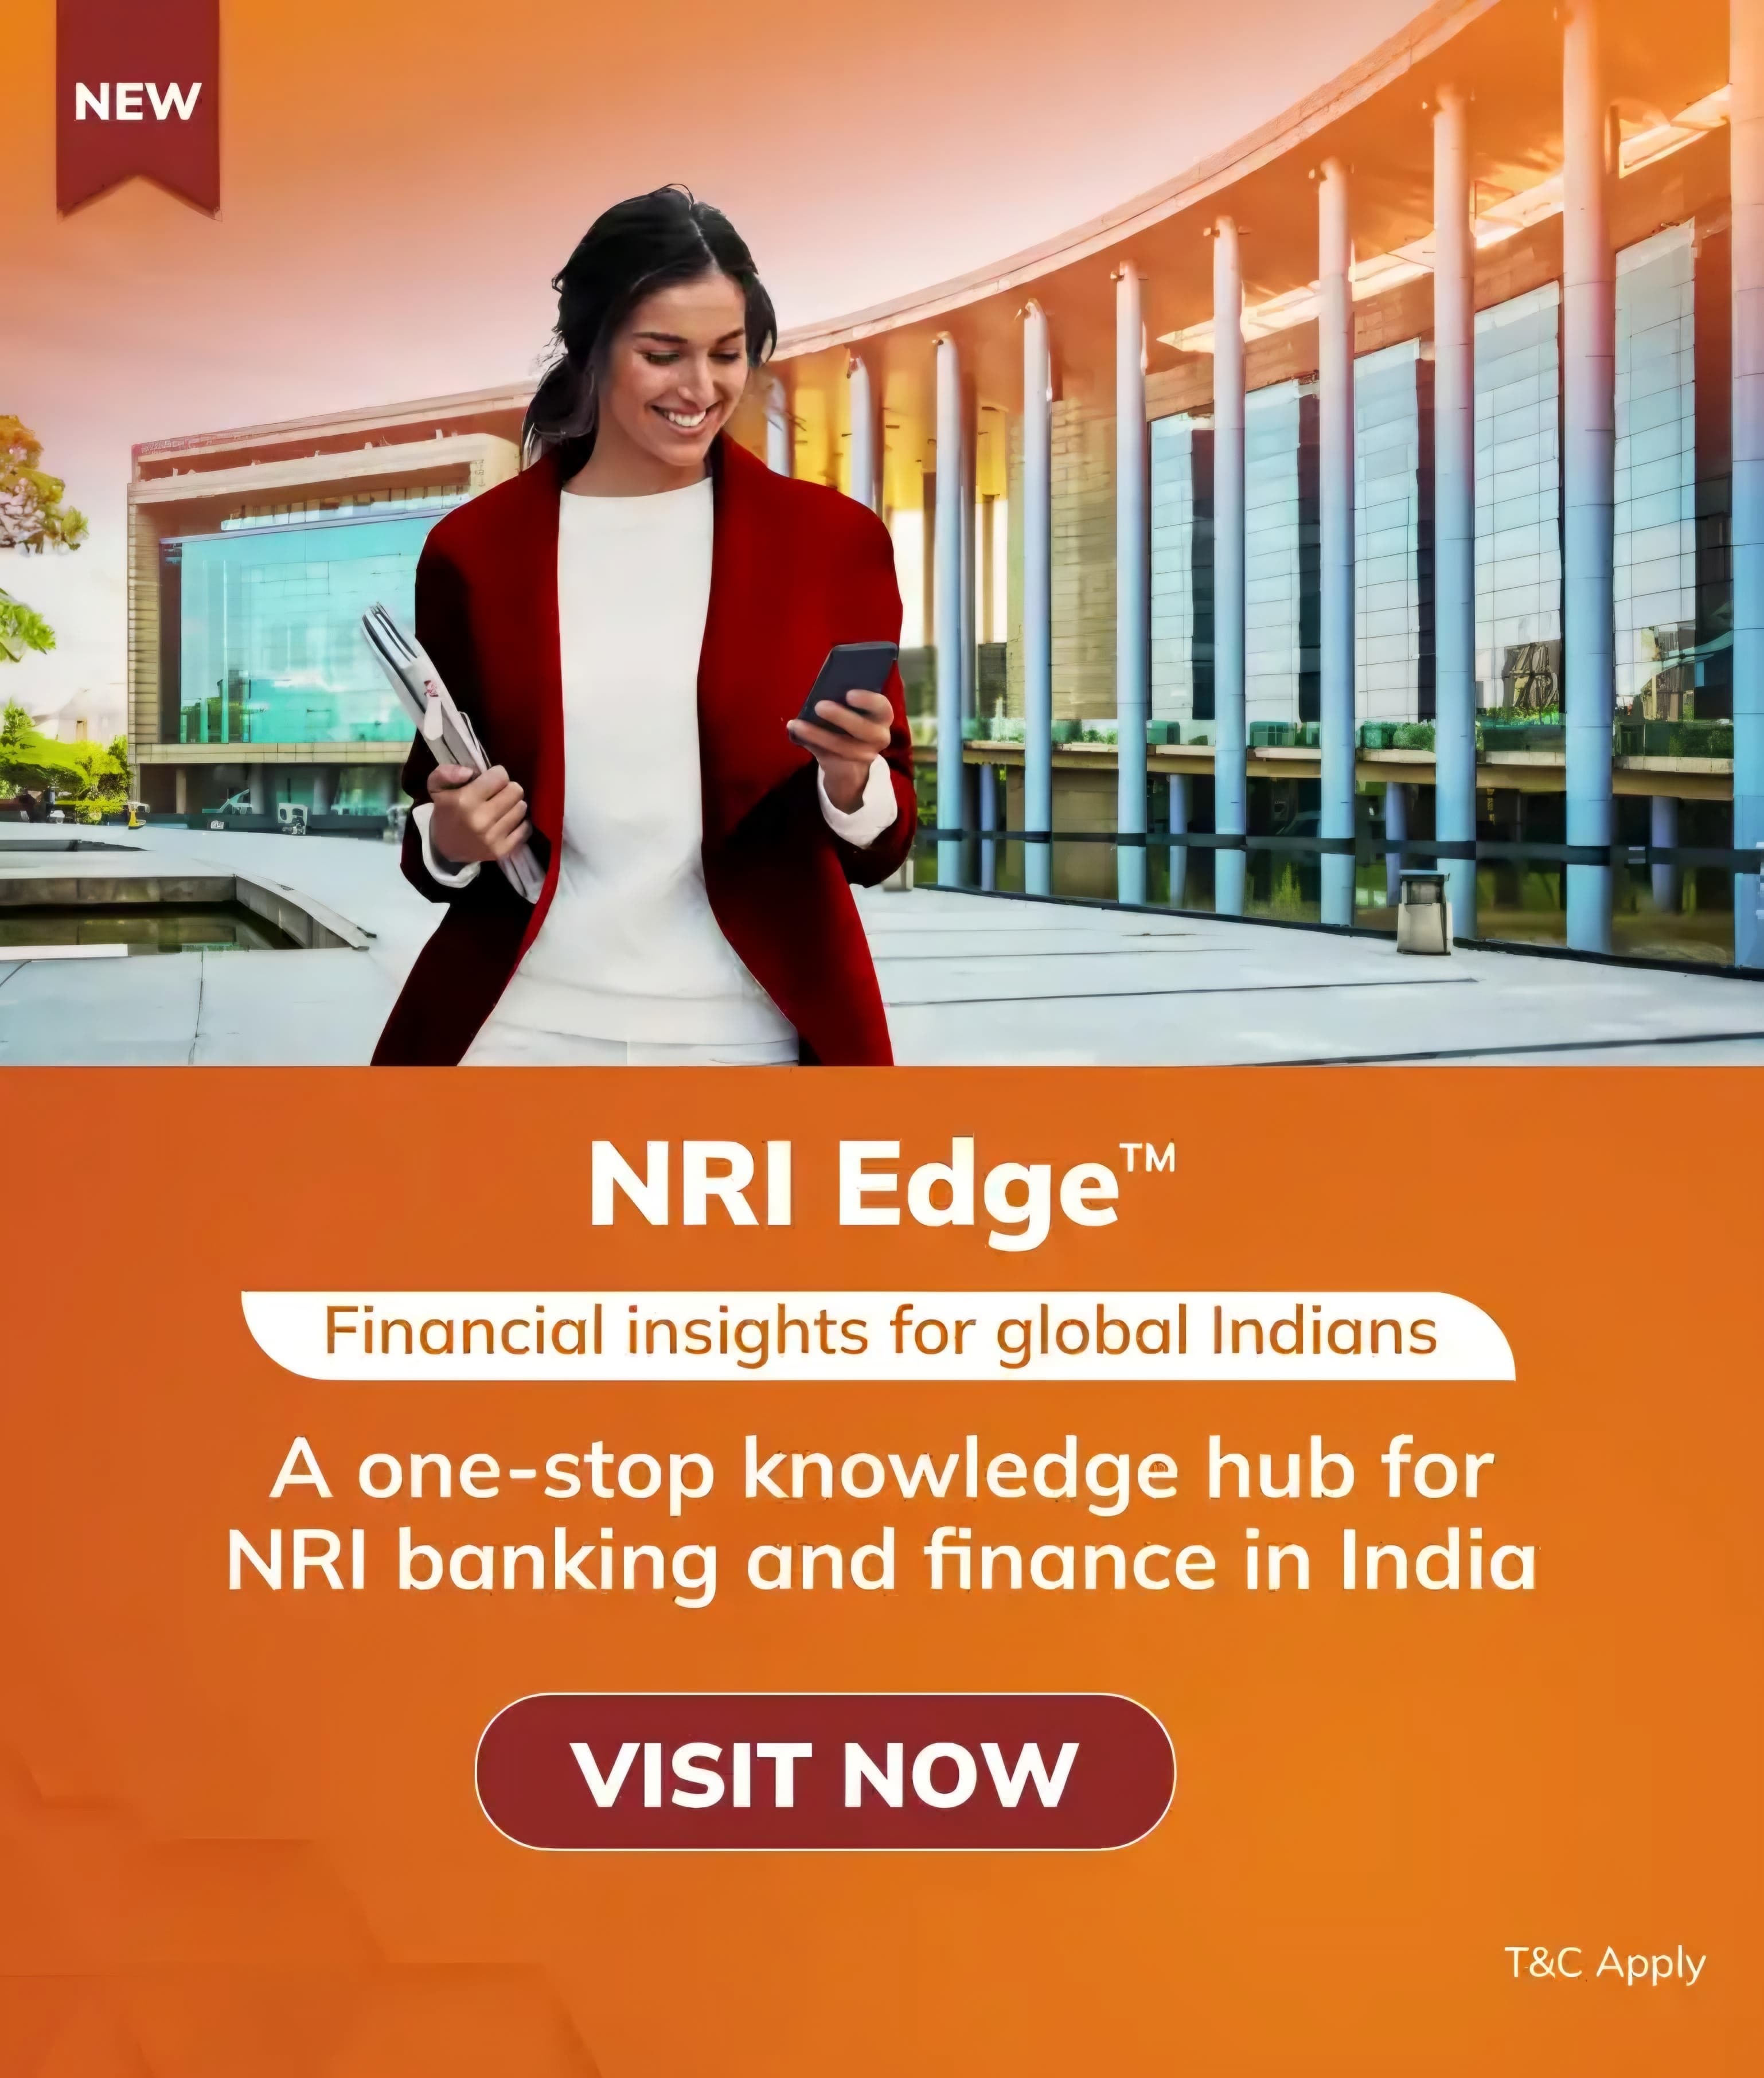 NEW
NRI Edge™
Financial insights for global Indians
A one-stop knowledge hub for
NRI banking and finance in India
VISIT NOW
T&C Apply